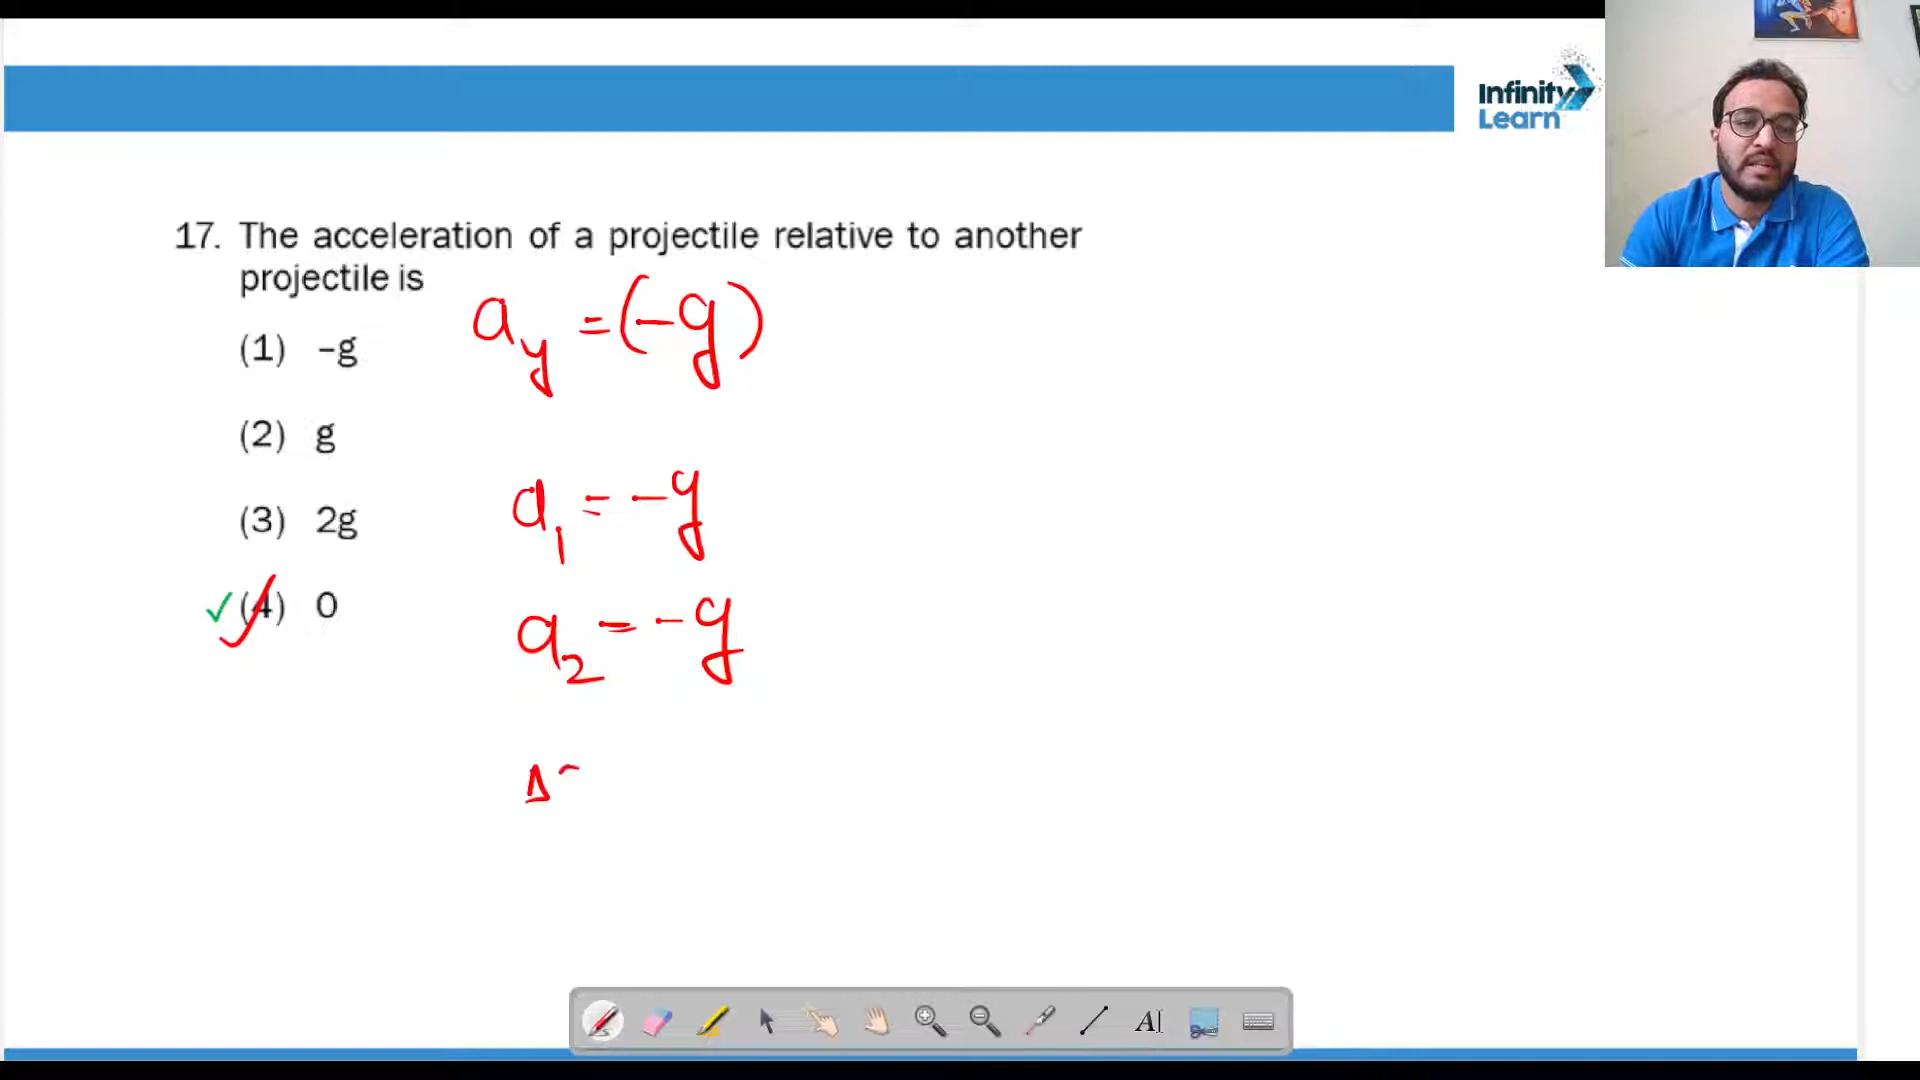 Infinity
Learn
17. The acceleration of a projectile relative to another
projectile is
a_y = (-g)
(1) -g
(2) g
a_1 = -g
(3) 2g
✓ (4) 0
a_2 = -g
Δ